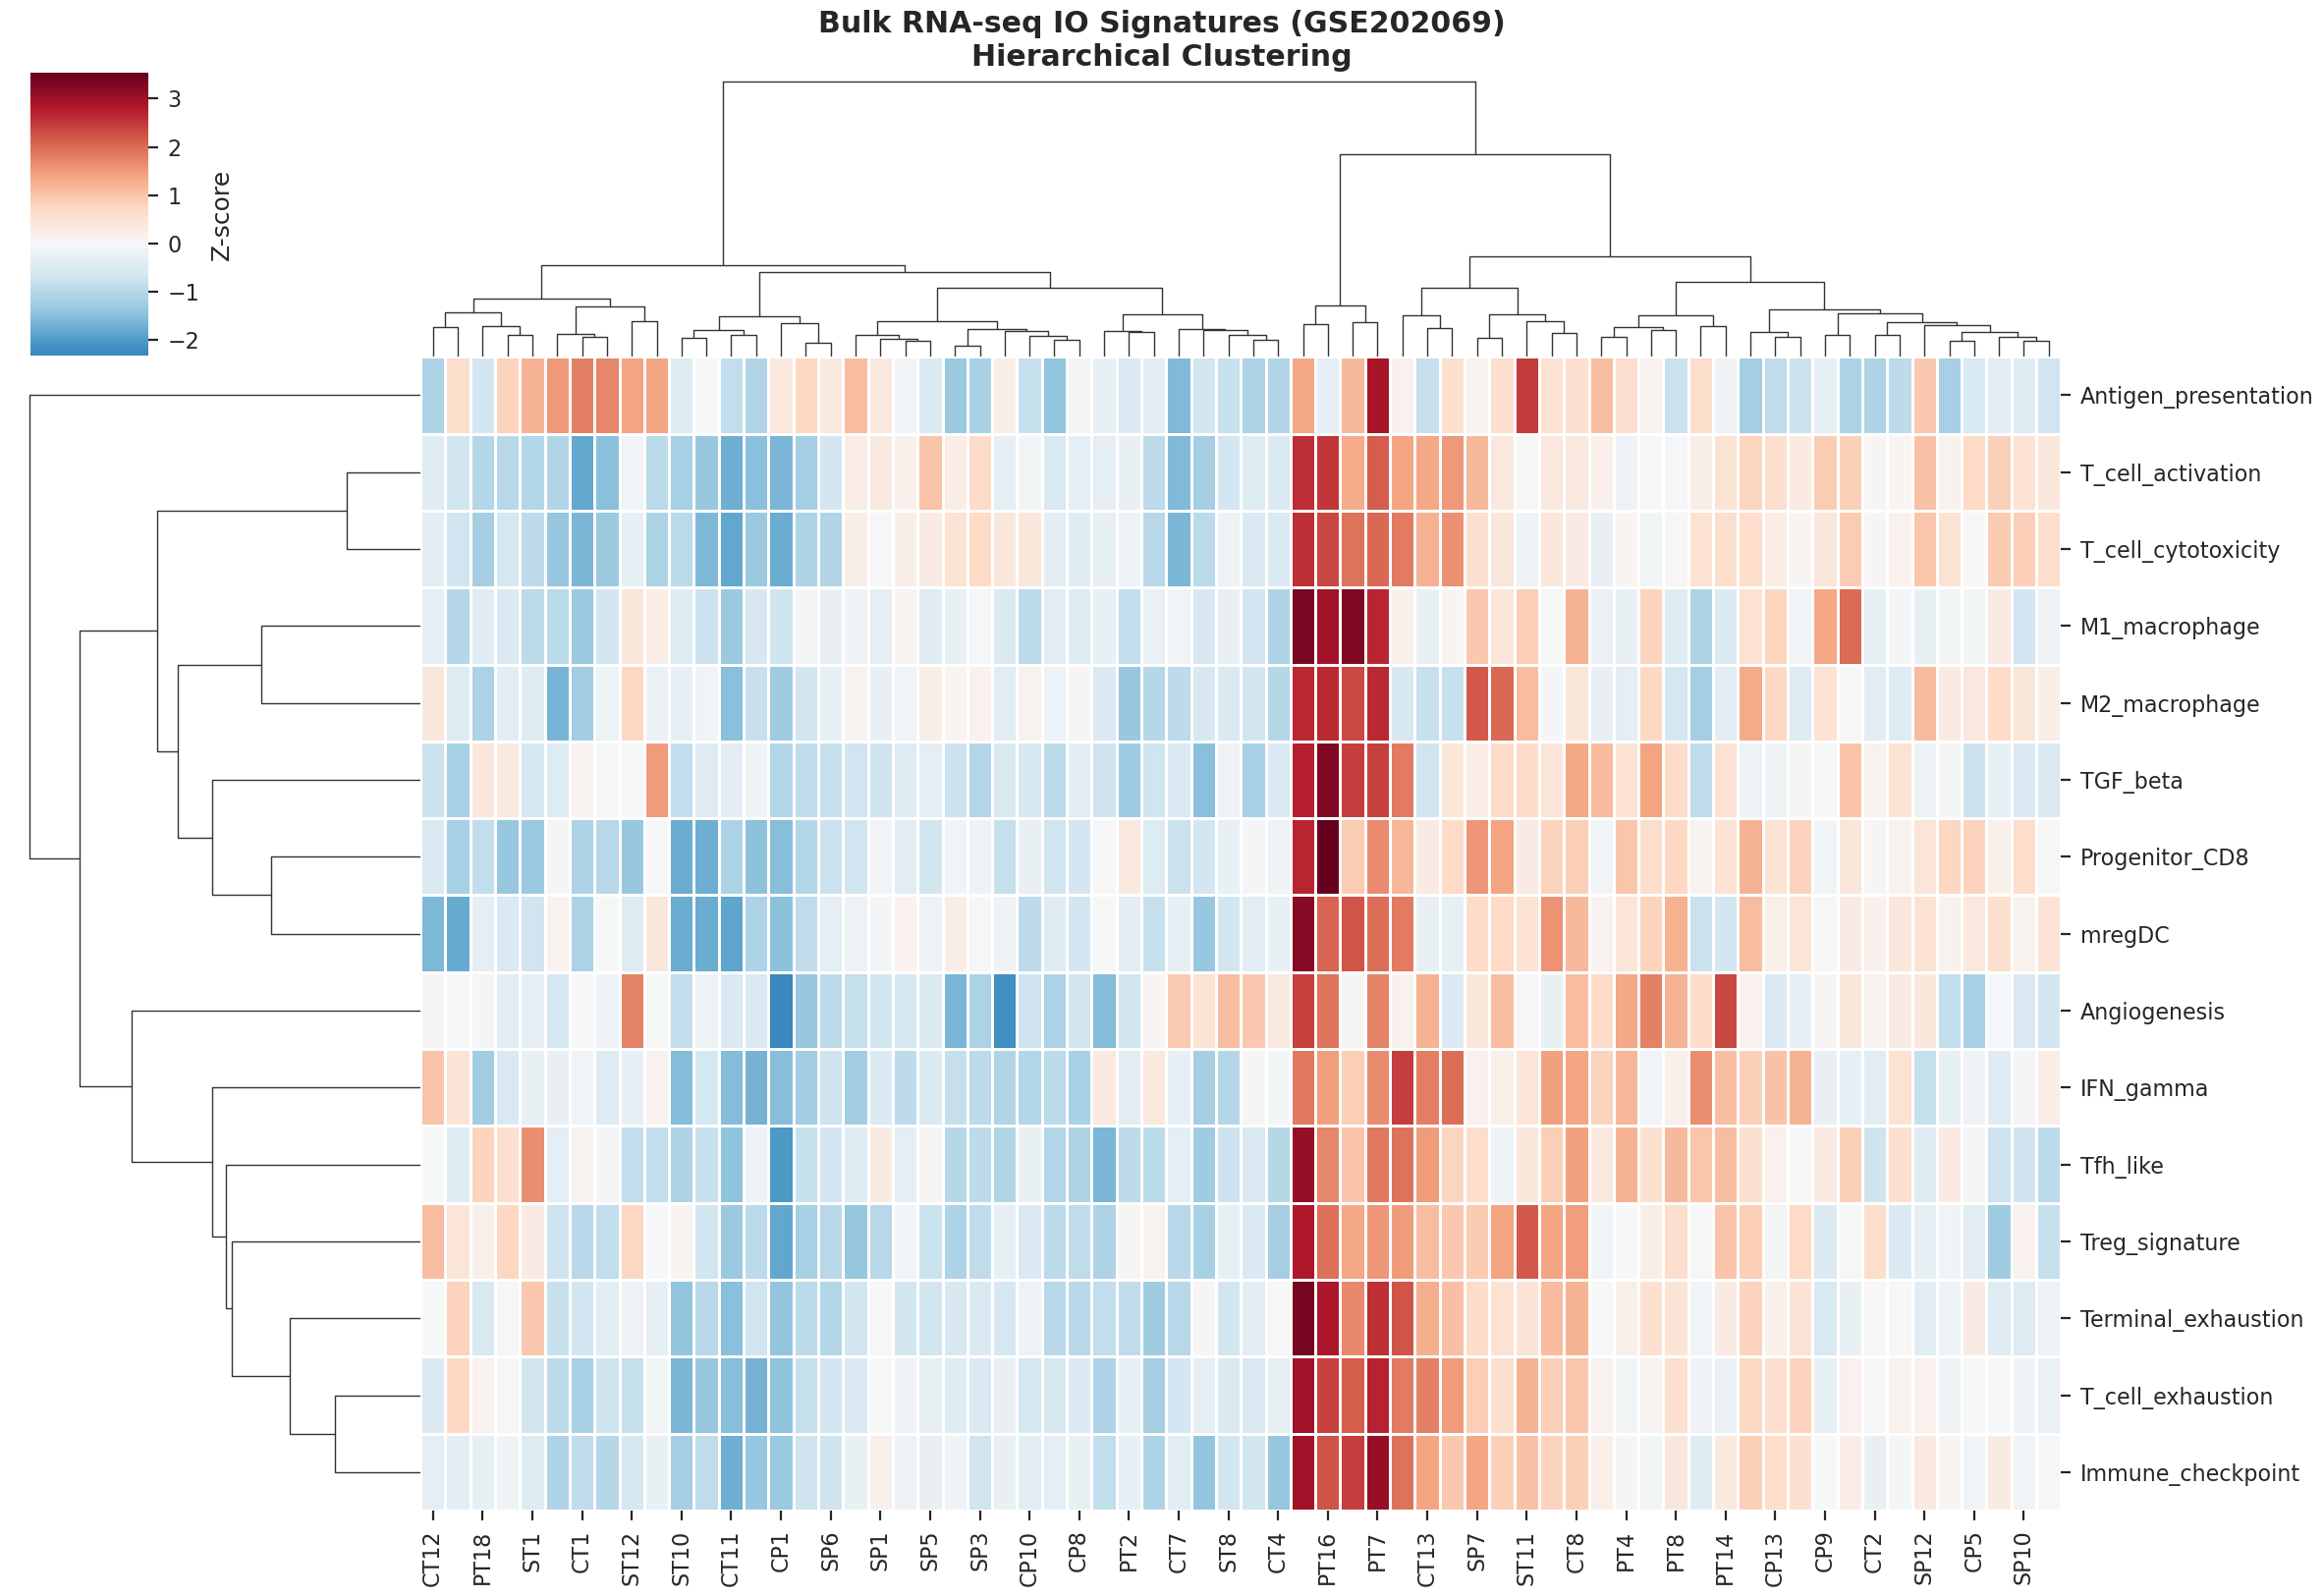 Bulk RNA-seq IO Signatures (GSE202069)
Hierarchical Clustering
3
2
1
0
−1
−2
Z-score
Antigen_presentation
T_cell_activation
T_cell_cytotoxicity
M1_macrophage
M2_macrophage
TGF_beta
Progenitor_CD8
mregDC
Angiogenesis
IFN_gamma
Tfh_like
Treg_signature
Terminal_exhaustion
T_cell_exhaustion
Immune_checkpoint
CT12
PT18
ST1
CT1
ST12
ST10
CT11
CP1
SP6
SP1
SP5
SP3
CP10
CP8
PT2
CT7
ST8
CT4
PT16
PT7
CT13
SP7
ST11
CT8
PT4
PT8
PT14
CP13
CP9
CT2
SP12
CP5
SP10